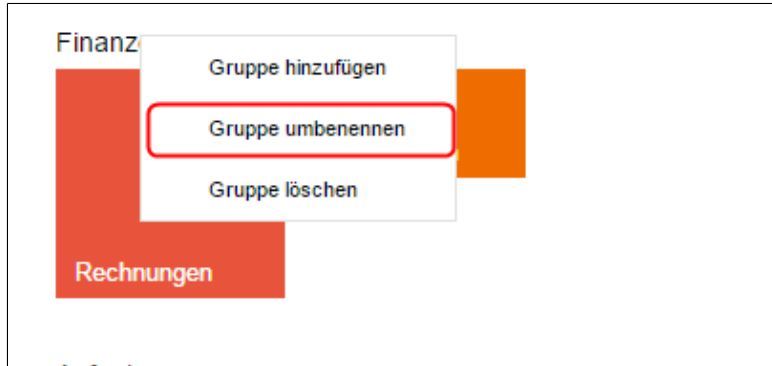 Finanz
Gruppe hinzufügen
Gruppe umbenennen
Gruppe löschen
Rechnungen